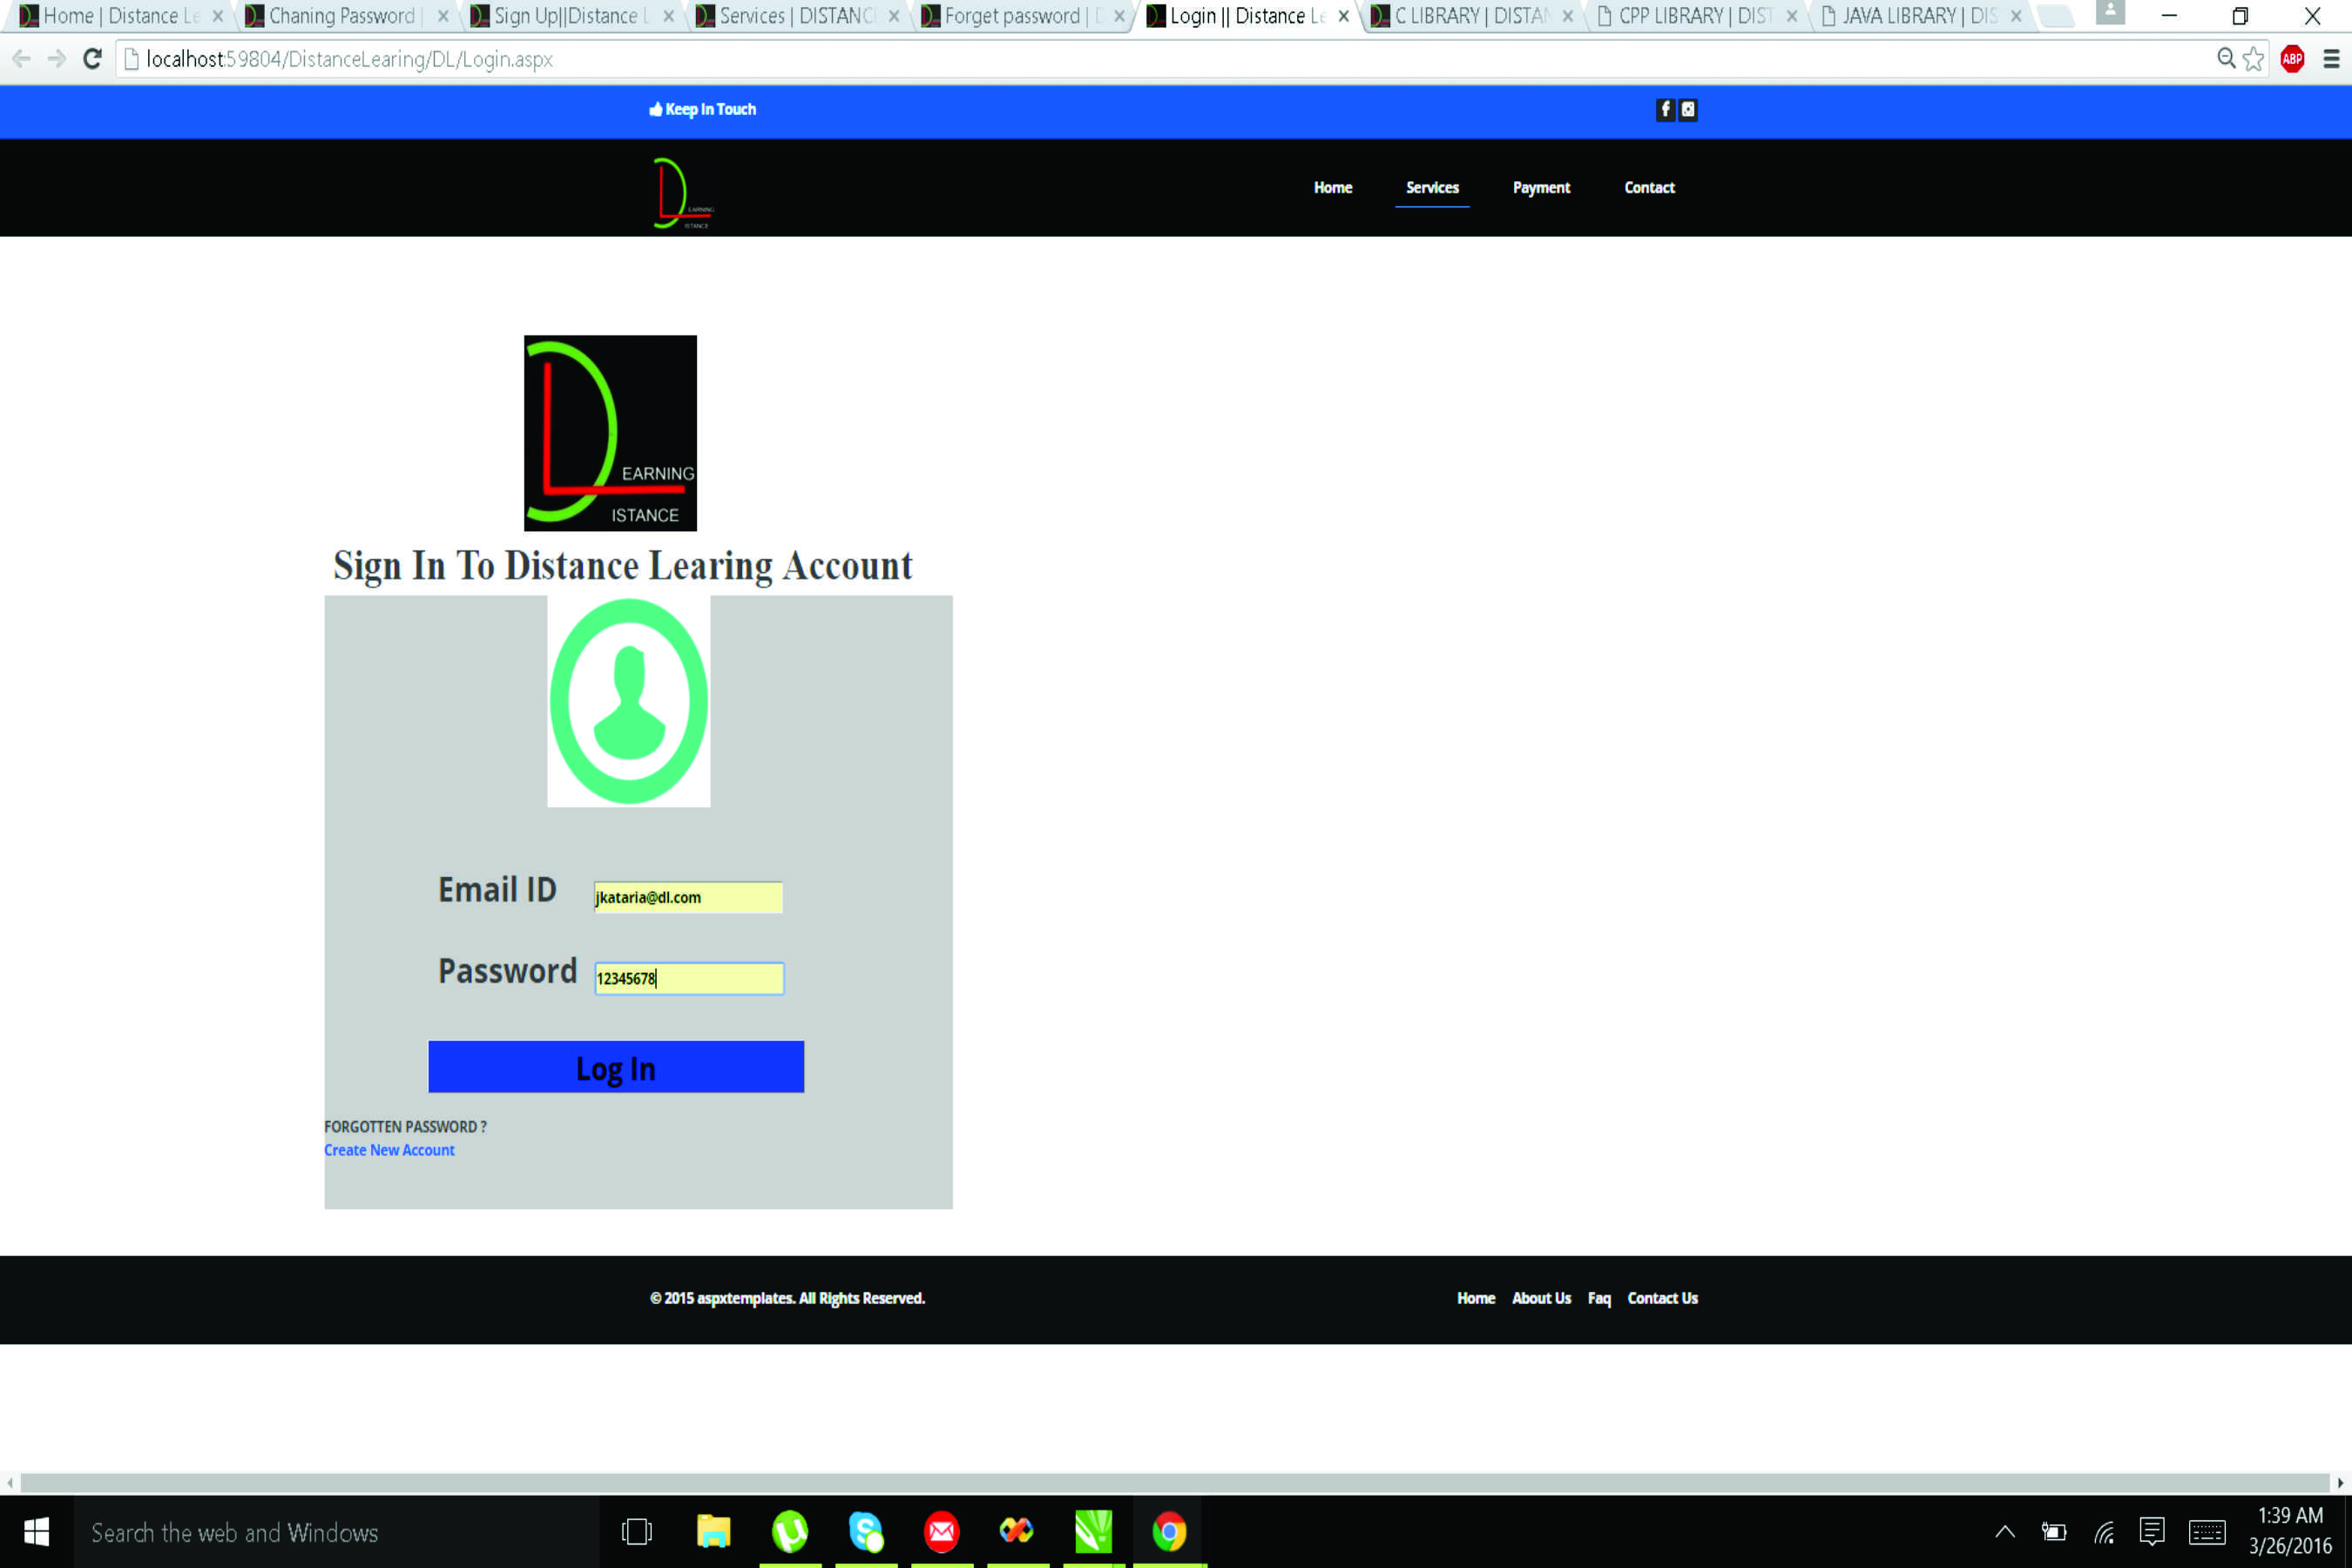 Home | Distance Le
Chaning Password |
Sign Up||Distance L
Services | DISTANC
Forget password | D
Login || Distance Le
C LIBRARY | DISTAN
CPP LIBRARY | DIST
JAVA LIBRARY | DIS
localhost:59804/DistanceLearing/DL/Login.aspx
ABP
Keep In Touch
EARNING
ISTANCE
Home Services Payment Contact
EARNING
ISTANCE
Sign In To Distance Learing Account
Email ID jkataria@dl.com
Password 12345678
Log In
FORGOTTEN PASSWORD ?
Create New Account
© 2015 aspxtemplates. All Rights Reserved.
Home About Us Faq Contact Us
Search the web and Windows
1:39 AM
3/26/2016